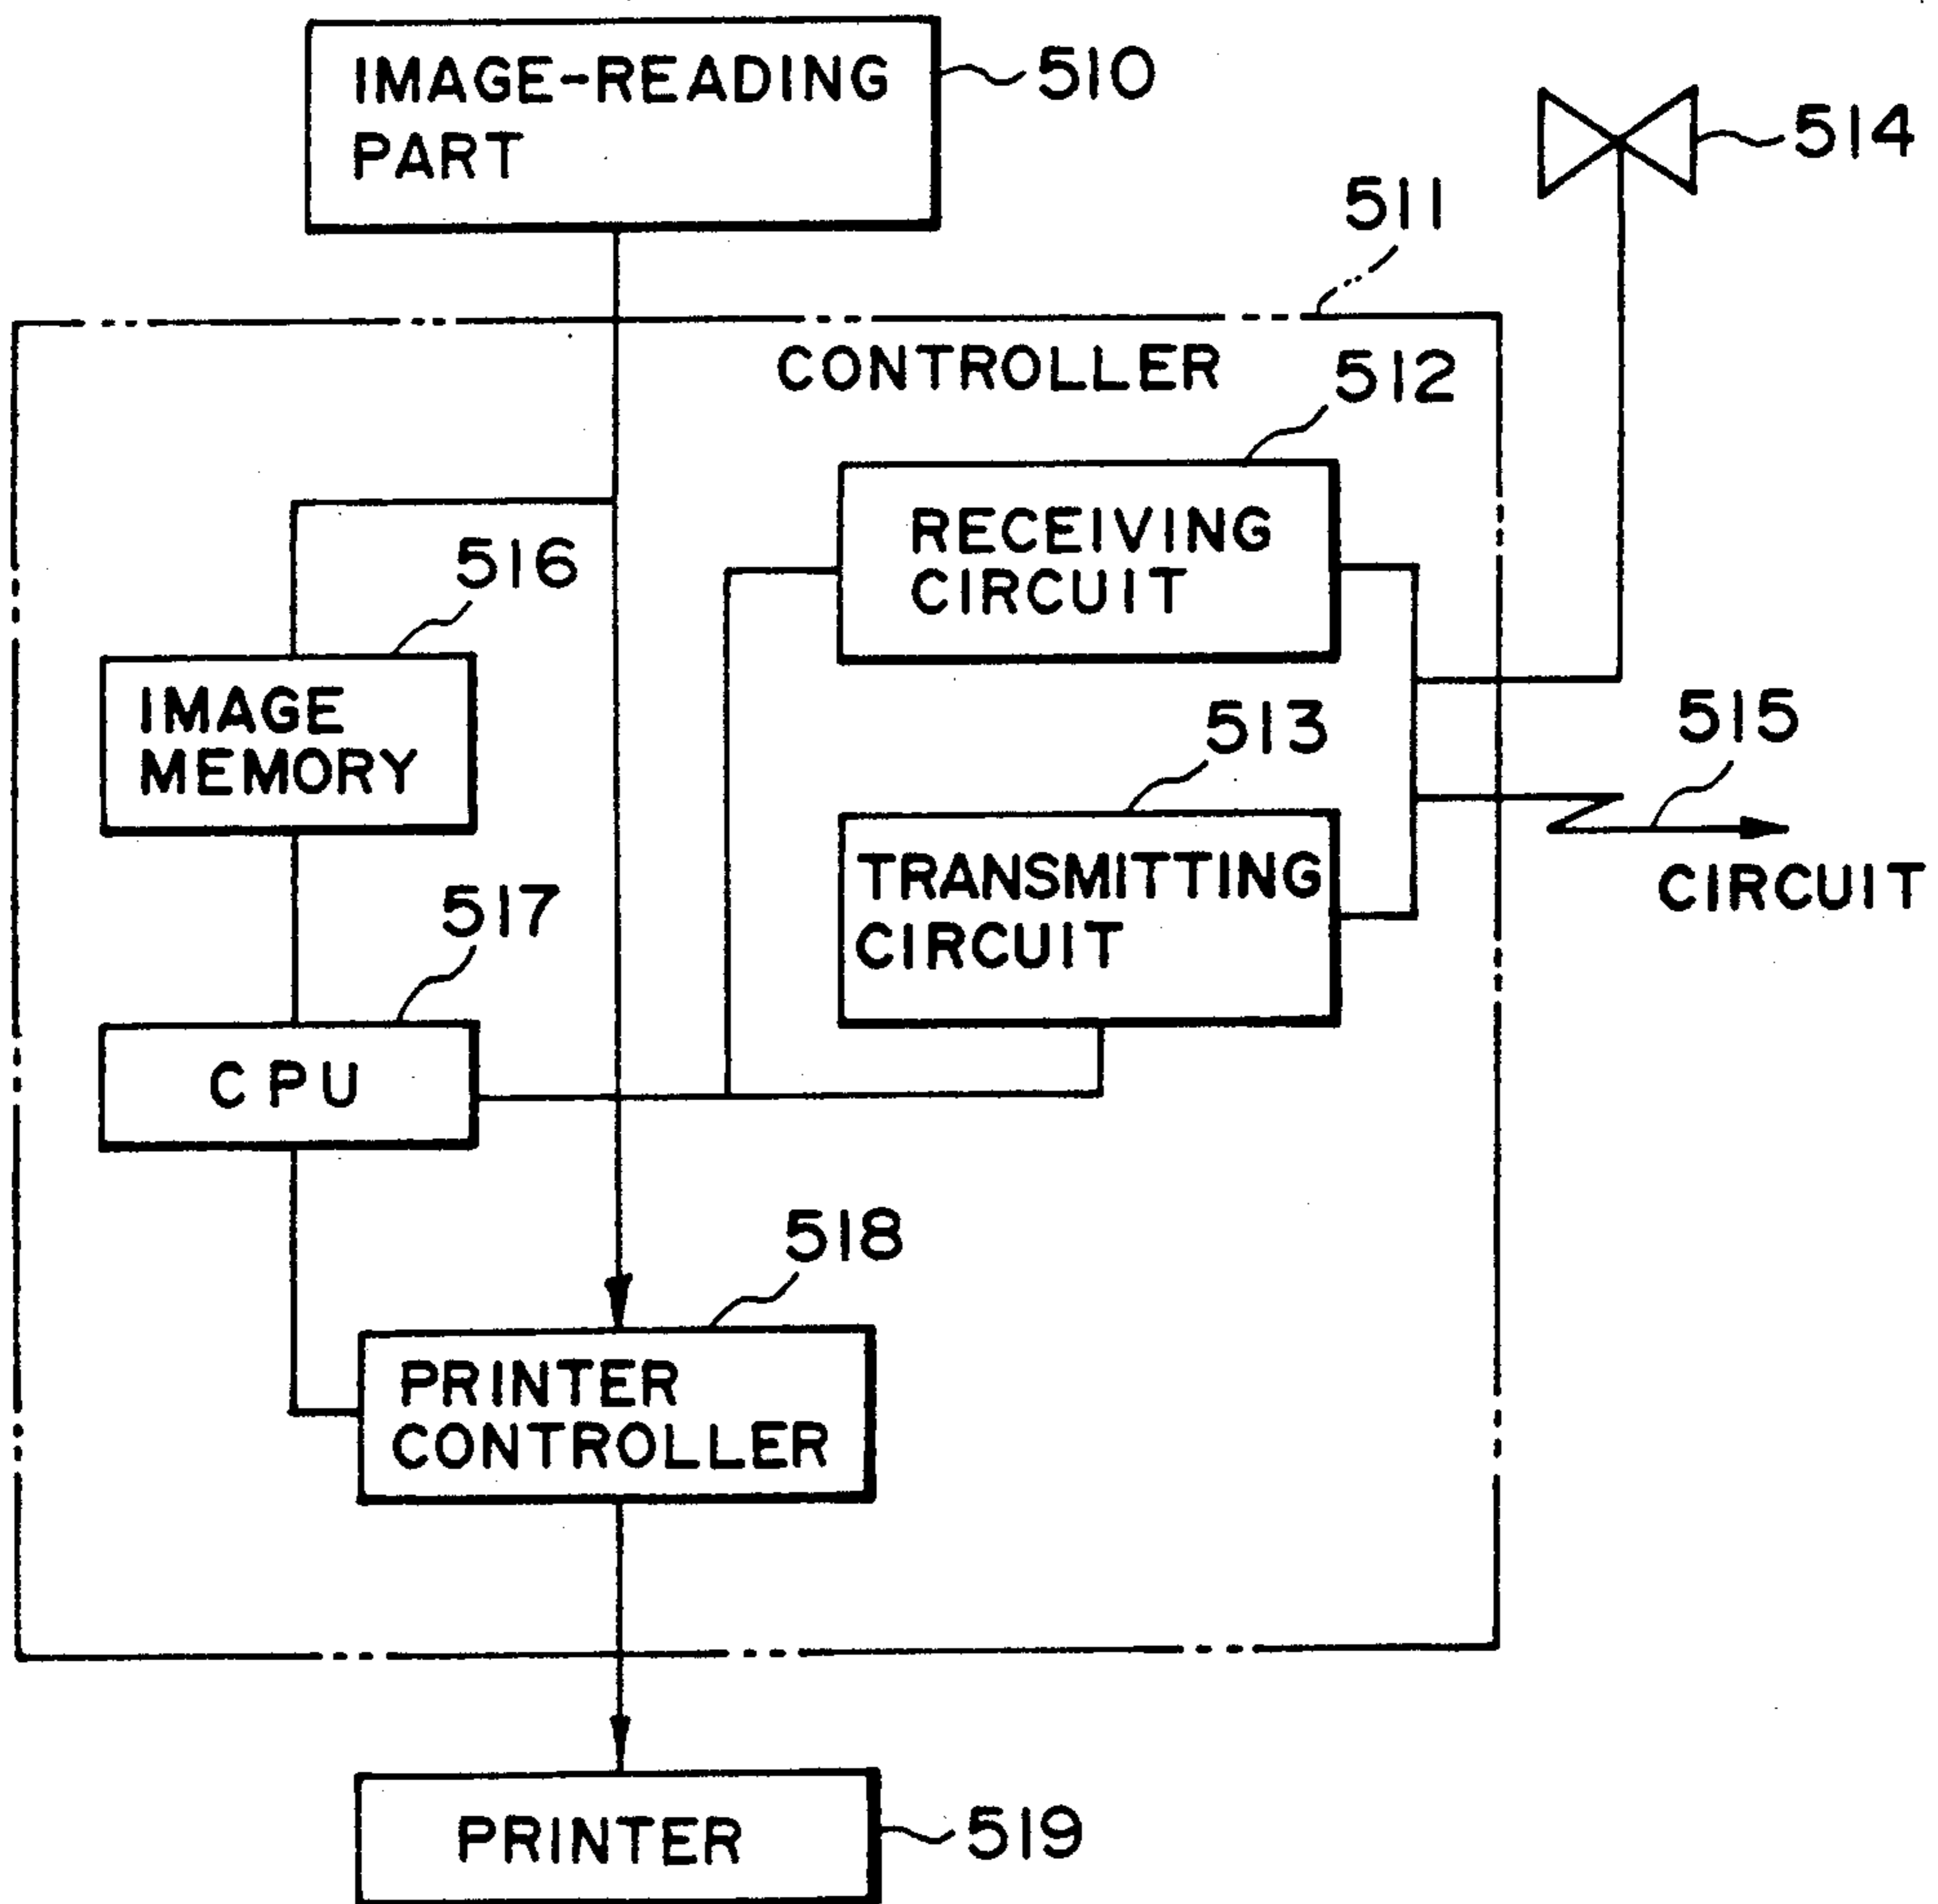 IMAGE-READING
PART
510
514
511
CONTROLLER
512
RECEIVING
CIRCUIT
516
IMAGE
MEMORY
513
515
TRANSMITTING
CIRCUIT
CIRCUIT
517
CPU
518
PRINTER
CONTROLLER
PRINTER
519